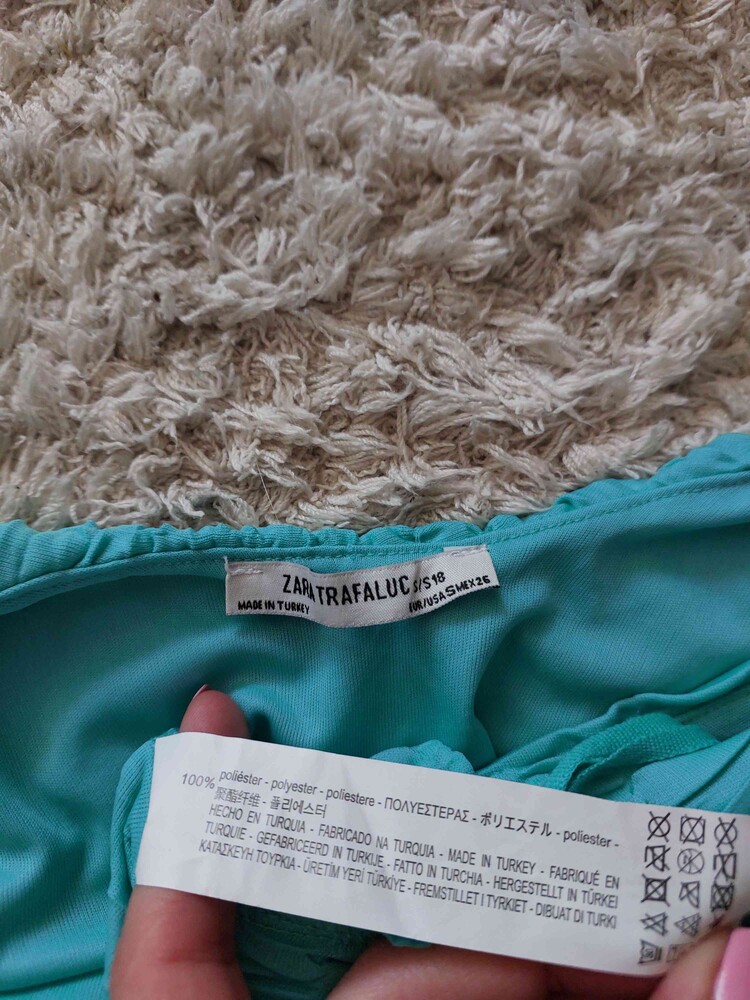 ZARA TRAFALUC S/S18
MADE IN TURKEY EUR/USA S MEX 26
100% poliéster - polyester - poliestere - ΠΟΛΥΕΣΤΕΡΑΣ - ポリエステル - poliester -
聚酯纤维 - 폴리에스터
HECHO EN TURQUIA - FABRICADO NA TURQUIA - MADE IN TURKEY - FABRIQUÉ EN
TURQUIE - GEFABRICEERD IN TURKIJE - FATTO IN TURCHIA - HERGESTELLT IN TÜRKEI
ΚΑΤΑΣΚΕΥΗ ΤΟΥΡΚΙΑ - ÜRETİM YERİ TÜRKİYE - FREMSTILLET I TYRKIET - DIBUAT DI TURKI